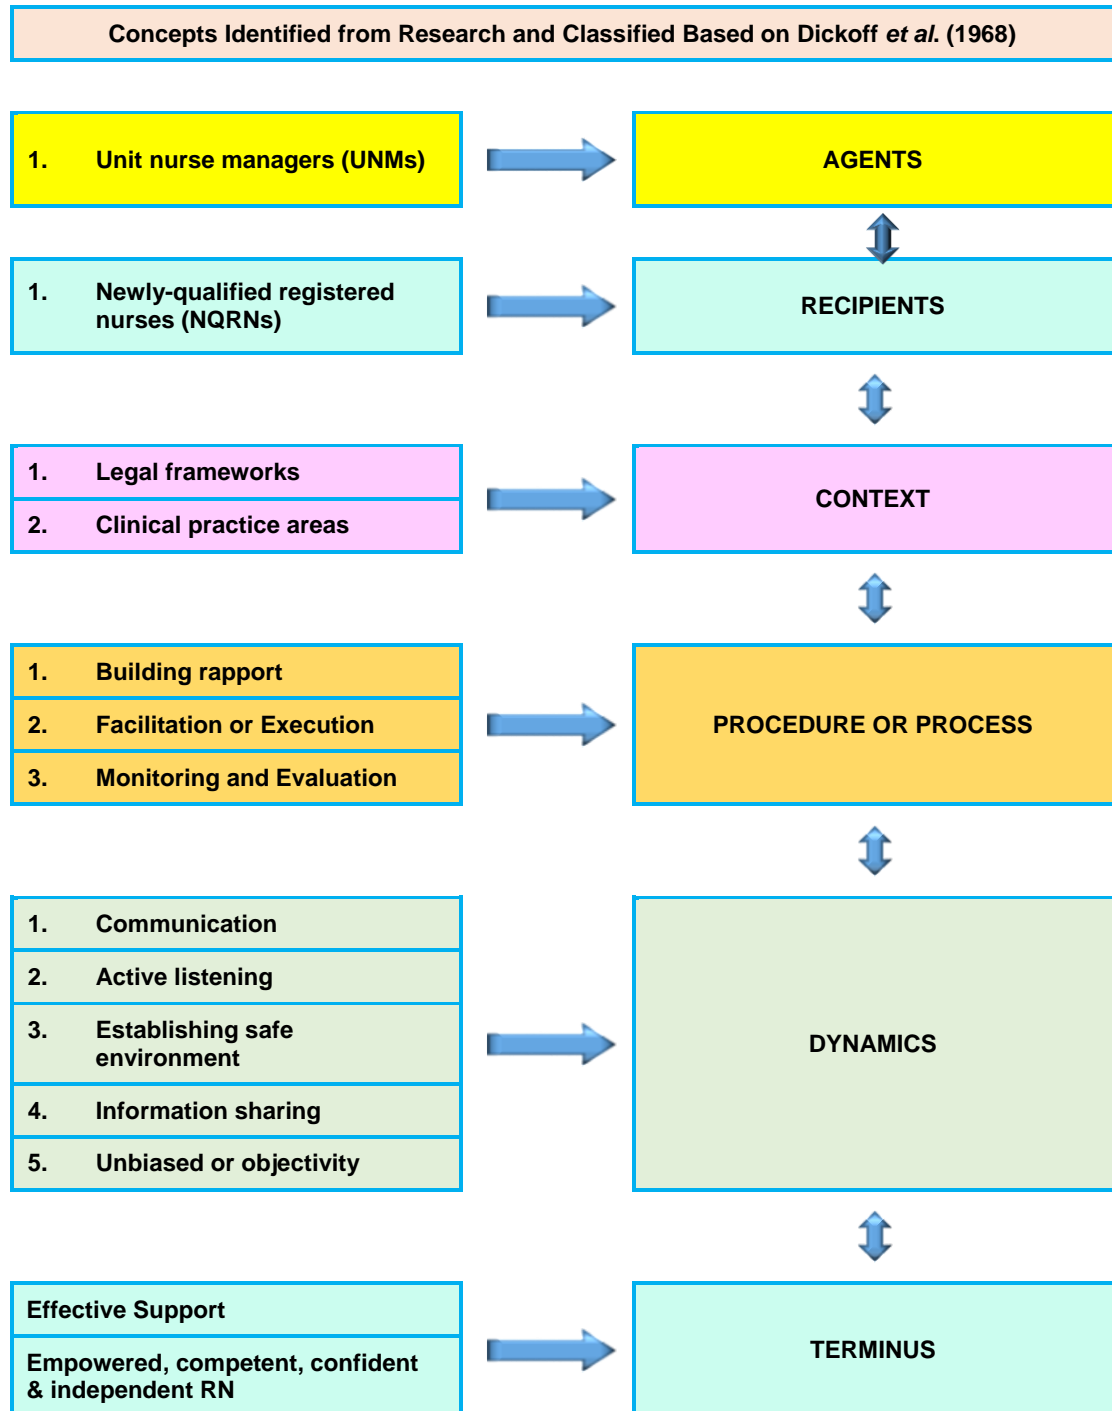 Concepts Identified from Research and Classified Based on Dickoff et al. (1968)
1. Unit nurse managers (UNMs)
AGENTS
1. Newly-qualified registered
nurses (NQRNs)
RECIPIENTS
1. Legal frameworks
2. Clinical practice areas
CONTEXT
1. Building rapport
2. Facilitation or Execution
3. Monitoring and Evaluation
PROCEDURE OR PROCESS
1. Communication
2. Active listening
3. Establishing safe
environment
4. Information sharing
5. Unbiased or objectivity
DYNAMICS
Effective Support
Empowered, competent, confident
& independent RN
TERMINUS